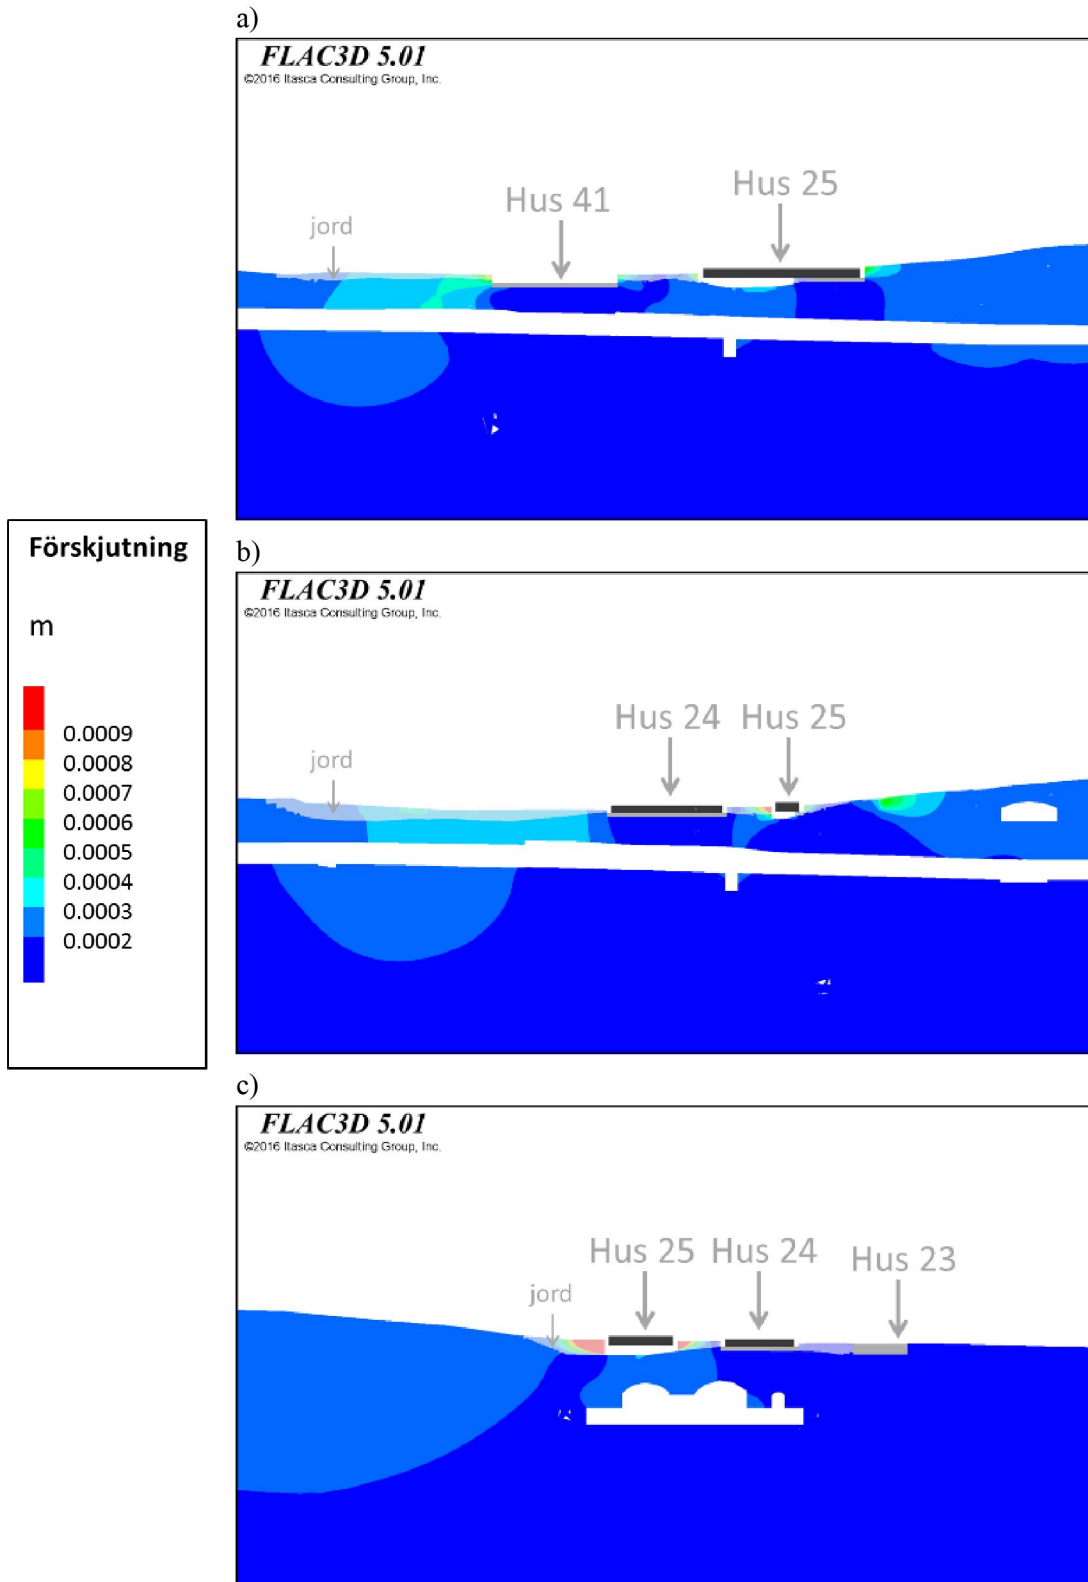 a)
FLAC3D 5.01
©2016 Itasca Consulting Group, Inc.
Hus 25
Hus 41
jord
Förskjutning
m
0.0009
0.0008
0.0007
0.0006
0.0005
0.0004
0.0003
0.0002
b)
FLAC3D 5.01
©2016 Itasca Consulting Group, Inc.
Hus 24 Hus 25
jord
c)
FLAC3D 5.01
©2016 Itasca Consulting Group, Inc.
Hus 25 Hus 24 Hus 23
jord